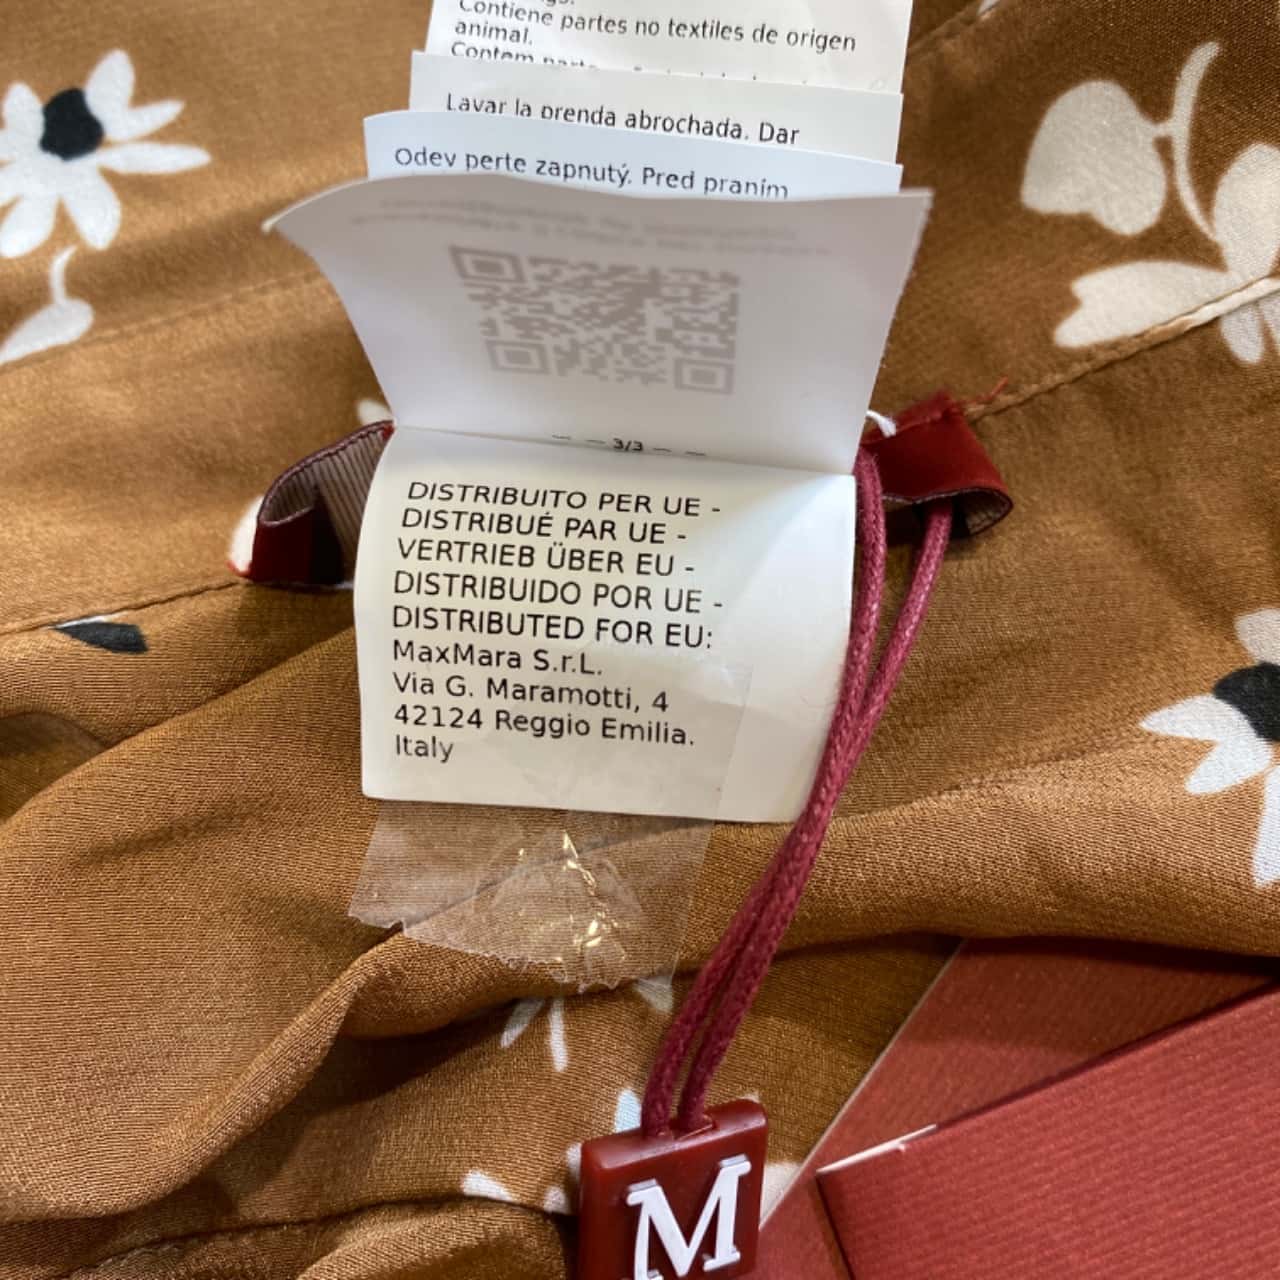 Contiene partes no textiles de origen
animal.
Lavar la prenda abrochada. Dar
Odev perte zapnutý. Pred praním
— — 3/3 — —
DISTRIBUITO PER UE -
DISTRIBUÉ PAR UE -
VERTRIEB ÜBER EU -
DISTRIBUIDO POR UE -
DISTRIBUTED FOR EU:
MaxMara S.r.L.
Via G. Maramotti, 4
42124 Reggio Emilia.
Italy
M